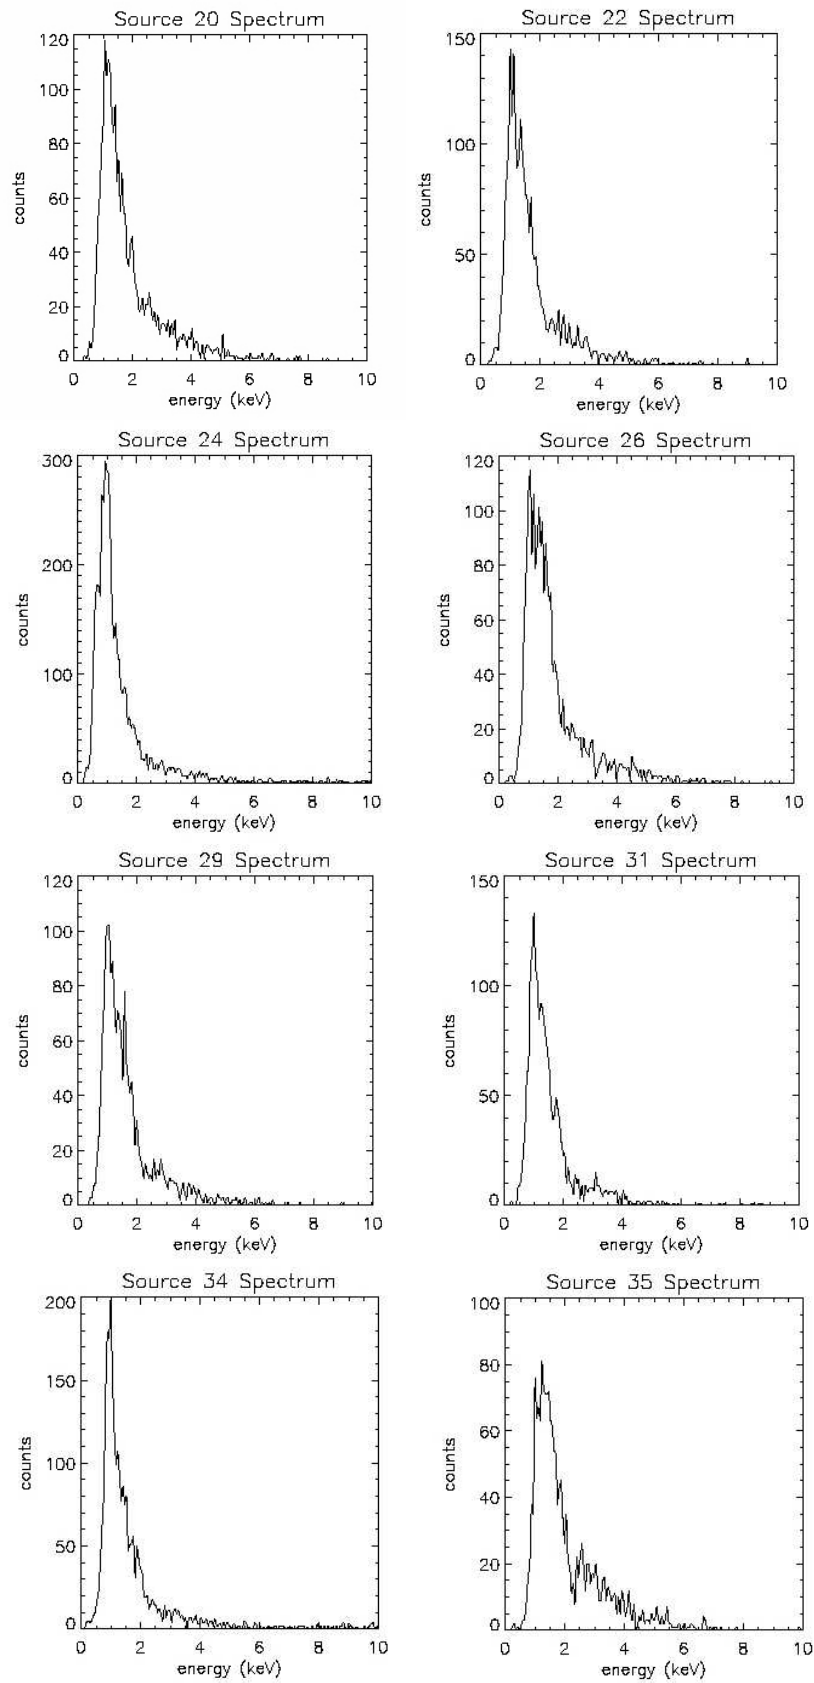 Source 20 Spectrum
120
100
80
60
40
20
0
counts
0 2 4 6 8 10
energy (keV)
Source 22 Spectrum
150
100
50
0
counts
0 2 4 6 8 10
energy (keV)
Source 24 Spectrum
300
200
100
0
counts
0 2 4 6 8 10
energy (keV)
Source 26 Spectrum
120
100
80
60
40
20
0
counts
0 2 4 6 8 10
energy (keV)
Source 29 Spectrum
120
100
80
60
40
20
0
counts
0 2 4 6 8 10
energy (keV)
Source 31 Spectrum
150
100
50
0
counts
0 2 4 6 8 10
energy (keV)
Source 34 Spectrum
200
150
100
50
0
counts
0 2 4 6 8 10
energy (keV)
Source 35 Spectrum
100
80
60
40
20
0
counts
0 2 4 6 8 10
energy (keV)